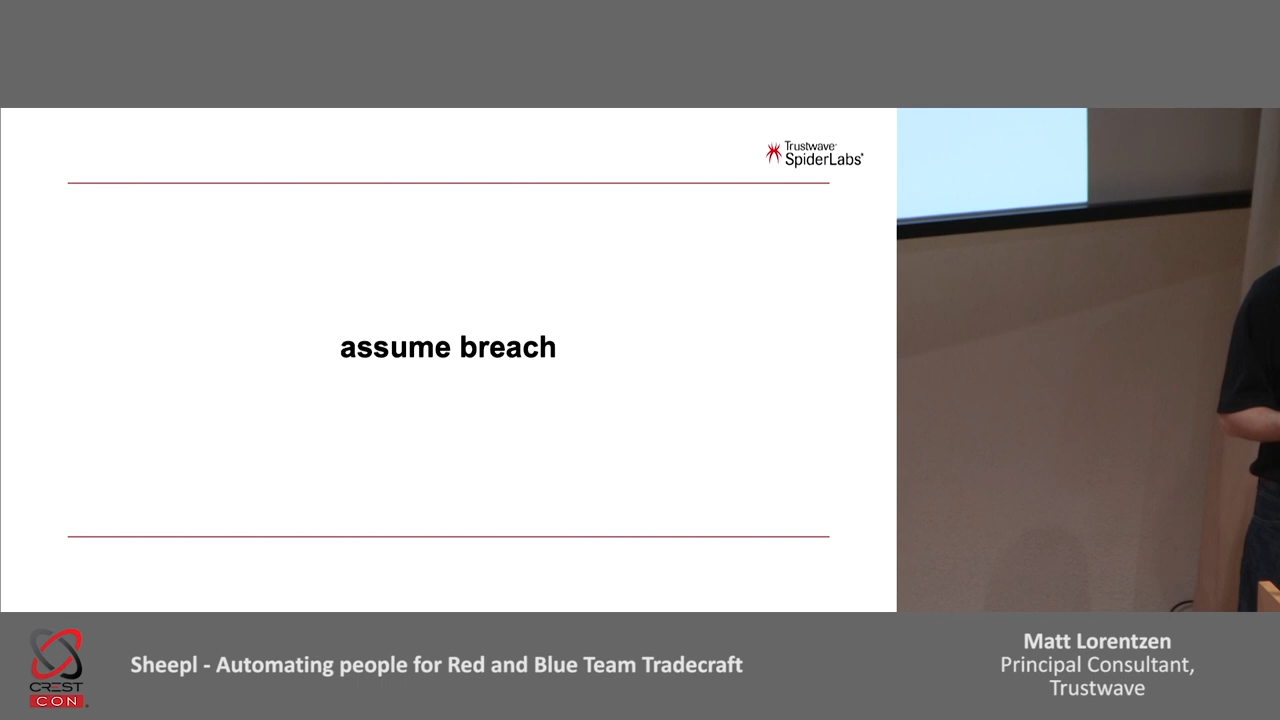 Trustwave
SpiderLabs
assume breach
CREST
CON
Sheepl - Automating people for Red and Blue Team Tradecraft
Matt Lorentzen
Principal Consultant,
Trustwave